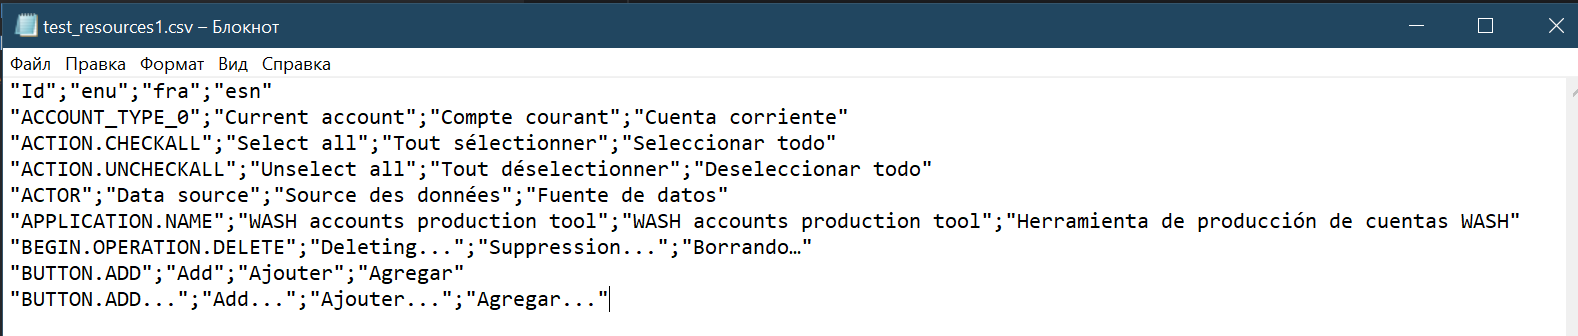 test_resources1.csv – Блокнот
Файл Правка Формат Вид Справка
"Id";"enu";"fra";"esn"
"ACCOUNT_TYPE_0";"Current account";"Compte courant";"Cuenta corriente"
"ACTION.CHECKALL";"Select all";"Tout sélectionner";"Seleccionar todo"
"ACTION.UNCHECKALL";"Unselect all";"Tout déselectionner";"Deseleccionar todo"
"ACTOR";"Data source";"Source des données";"Fuente de datos"
"APPLICATION.NAME";"WASH accounts production tool";"WASH accounts production tool";"Herramienta de producción de cuentas WASH"
"BEGIN.OPERATION.DELETE";"Deleting...";"Suppression...";"Borrando…"
"BUTTON.ADD";"Add";"Ajouter";"Agregar"
"BUTTON.ADD...";"Add...";"Ajouter...";"Agregar..."